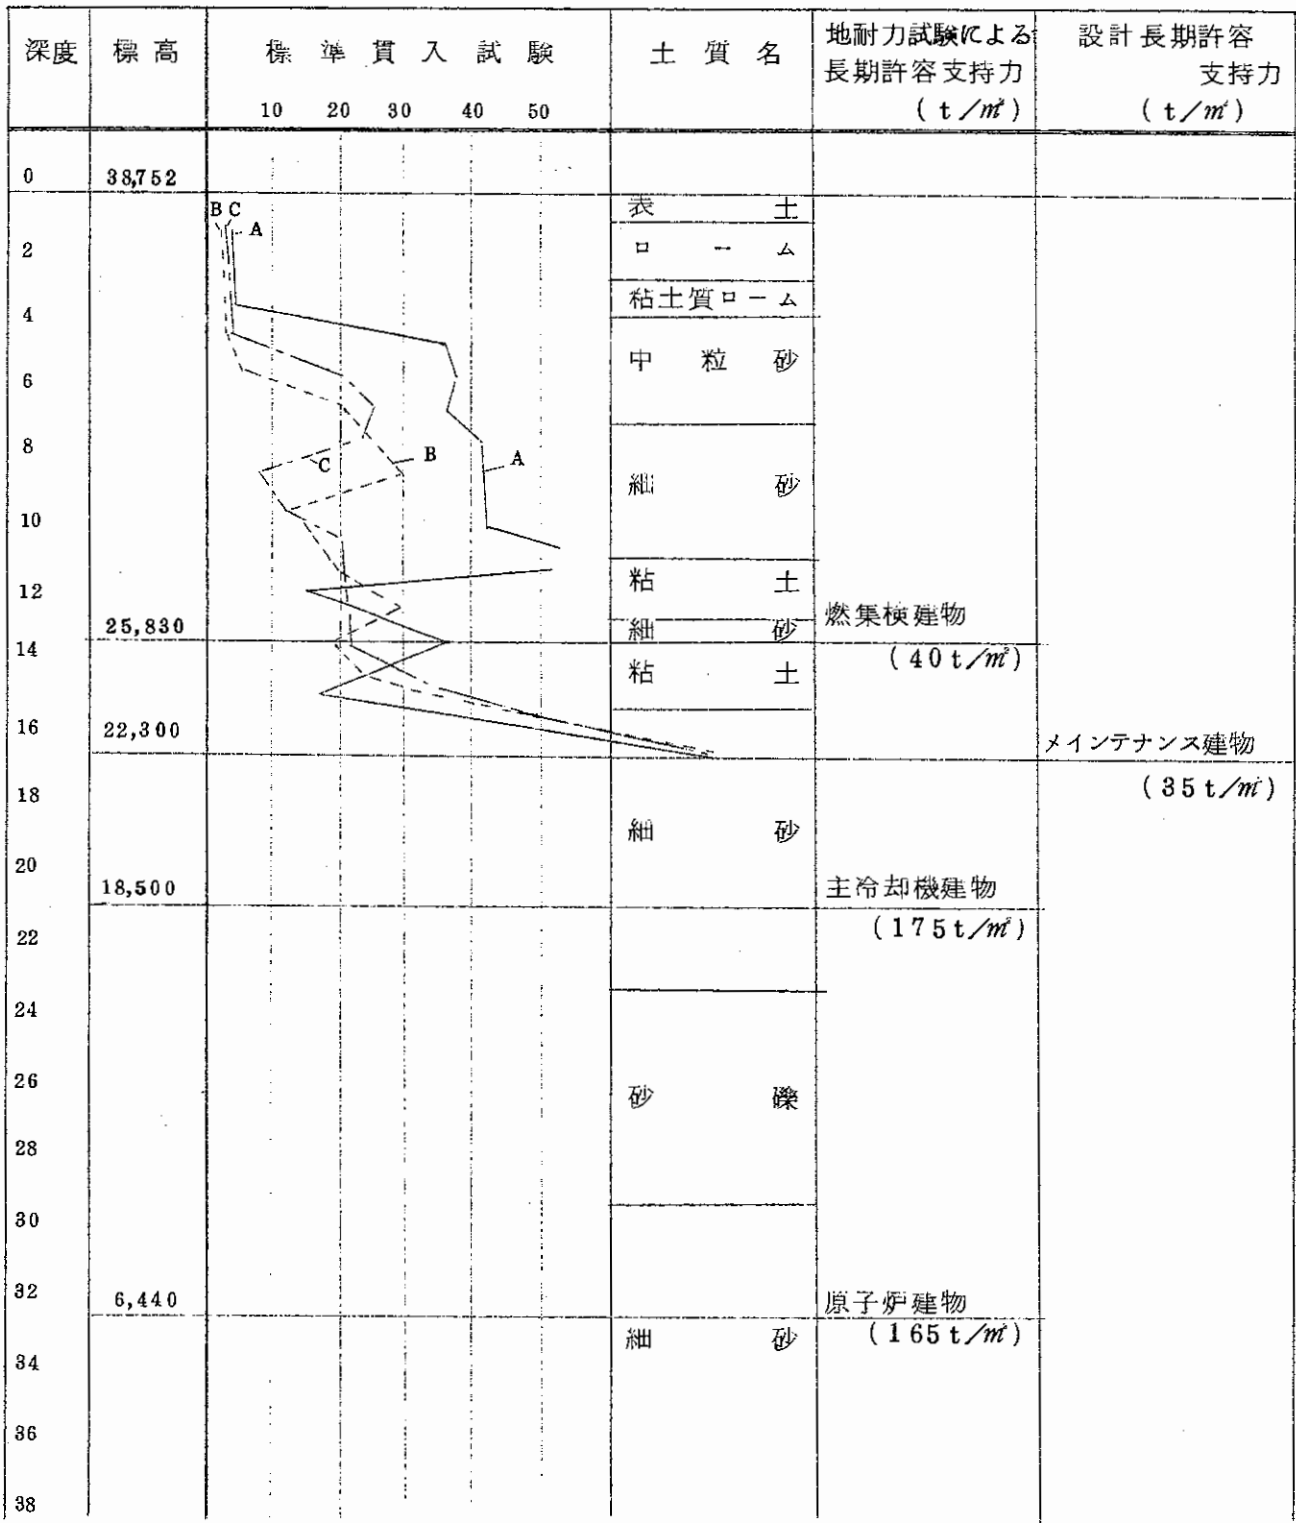 深度 標高 標準貫入試験 土質名 地耐力試験による 設計長期許容
長期許容支持力 支持力
10 20 30 40 50 (t/㎡) (t/㎡)
0 38,752
表土
B C A
2 ローム
粘土質ローム
4
中粒砂
6
8
C B A
細砂
10
12 粘土
燃集検建物
25,830 細砂
14 (40t/㎡)
粘土
16 22,300 メインテナンス建物
18 (35t/㎡)
細砂
20
18,500 主冷却機建物
22 (175t/㎡)
24
26
砂礫
28
30
32 6,440 原子炉建物
細砂 (165t/㎡)
34
36
38